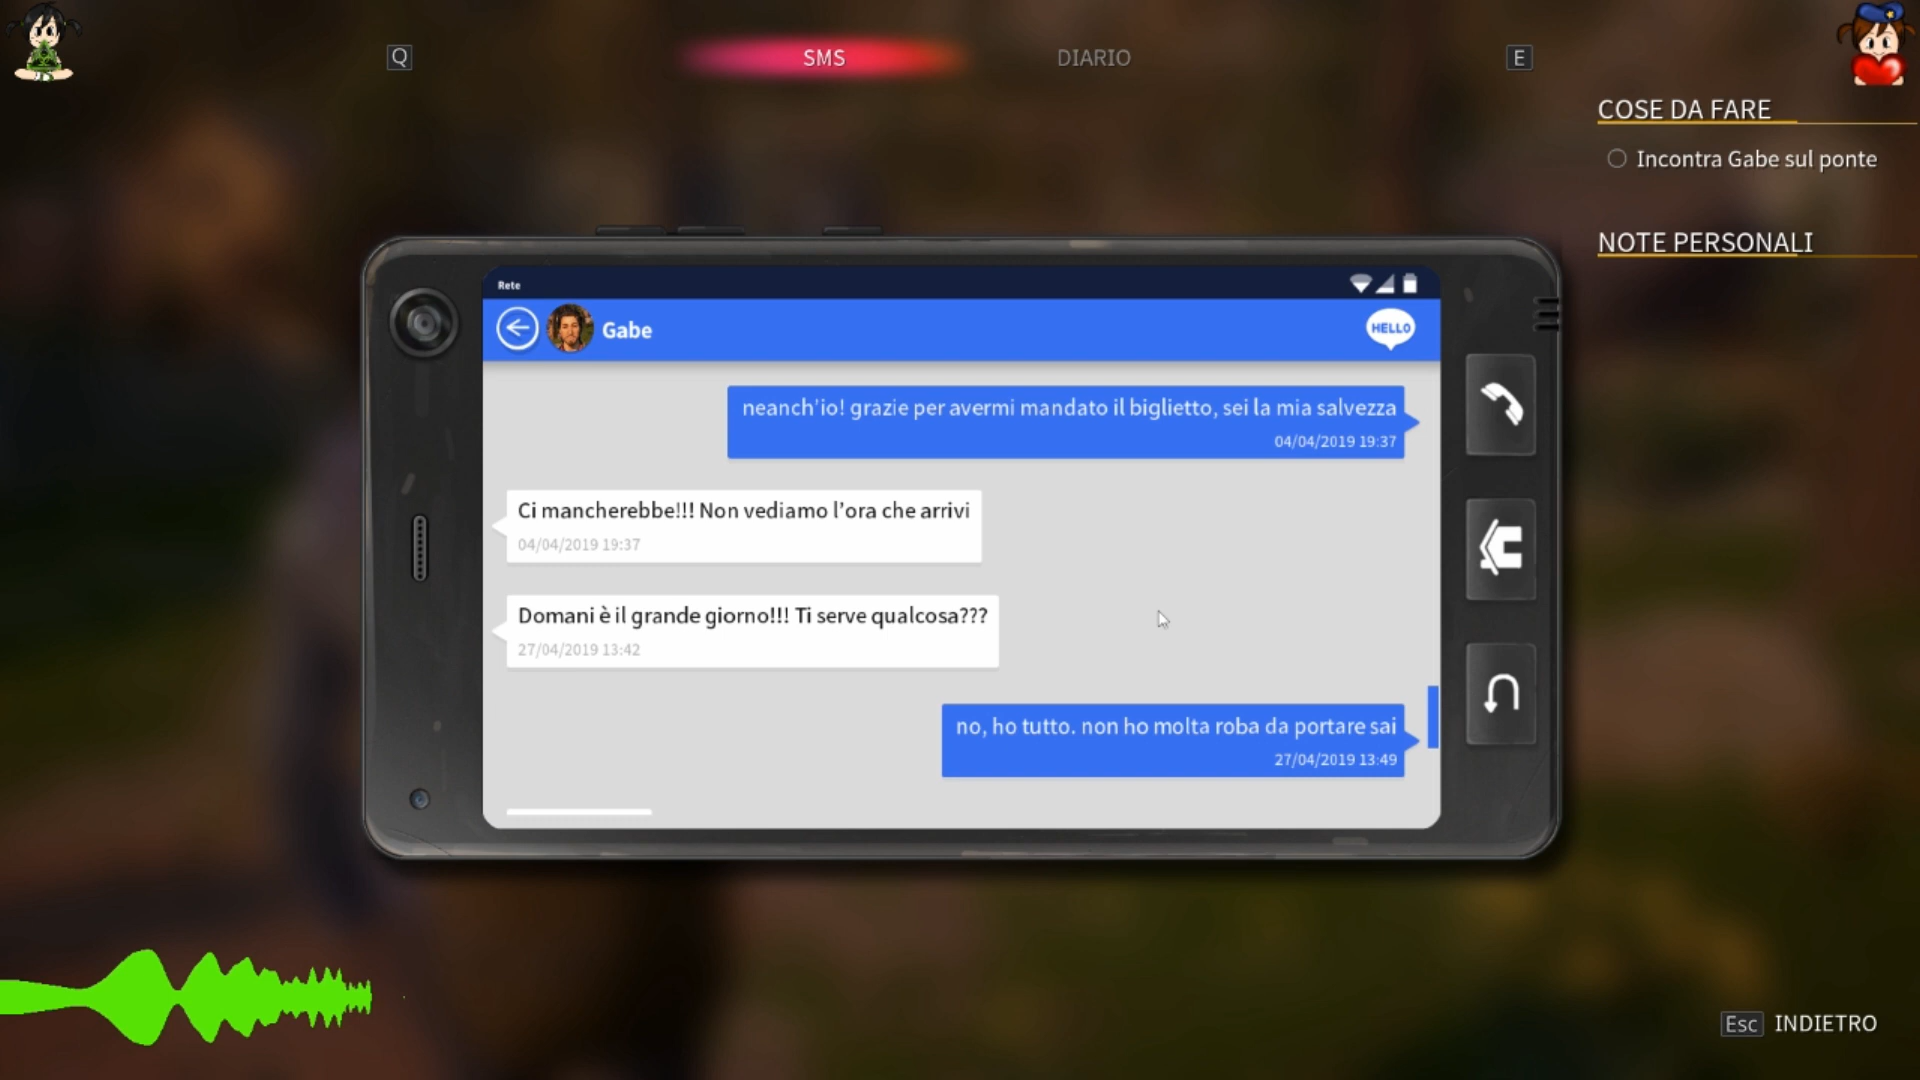 Q
SMS
DIARIO
E
COSE DA FARE
Incontra Gabe sul ponte
NOTE PERSONALI
Rete
Gabe
HELLO
neanch’io! grazie per avermi mandato il biglietto, sei la mia salvezza
04/04/2019 19:37
Ci mancherebbe!!! Non vediamo l’ora che arrivi
04/04/2019 19:37
Domani è il grande giorno!!! Ti serve qualcosa???
27/04/2019 13:42
no, ho tutto. non ho molta roba da portare sai
27/04/2019 13:49
Esc INDIETRO